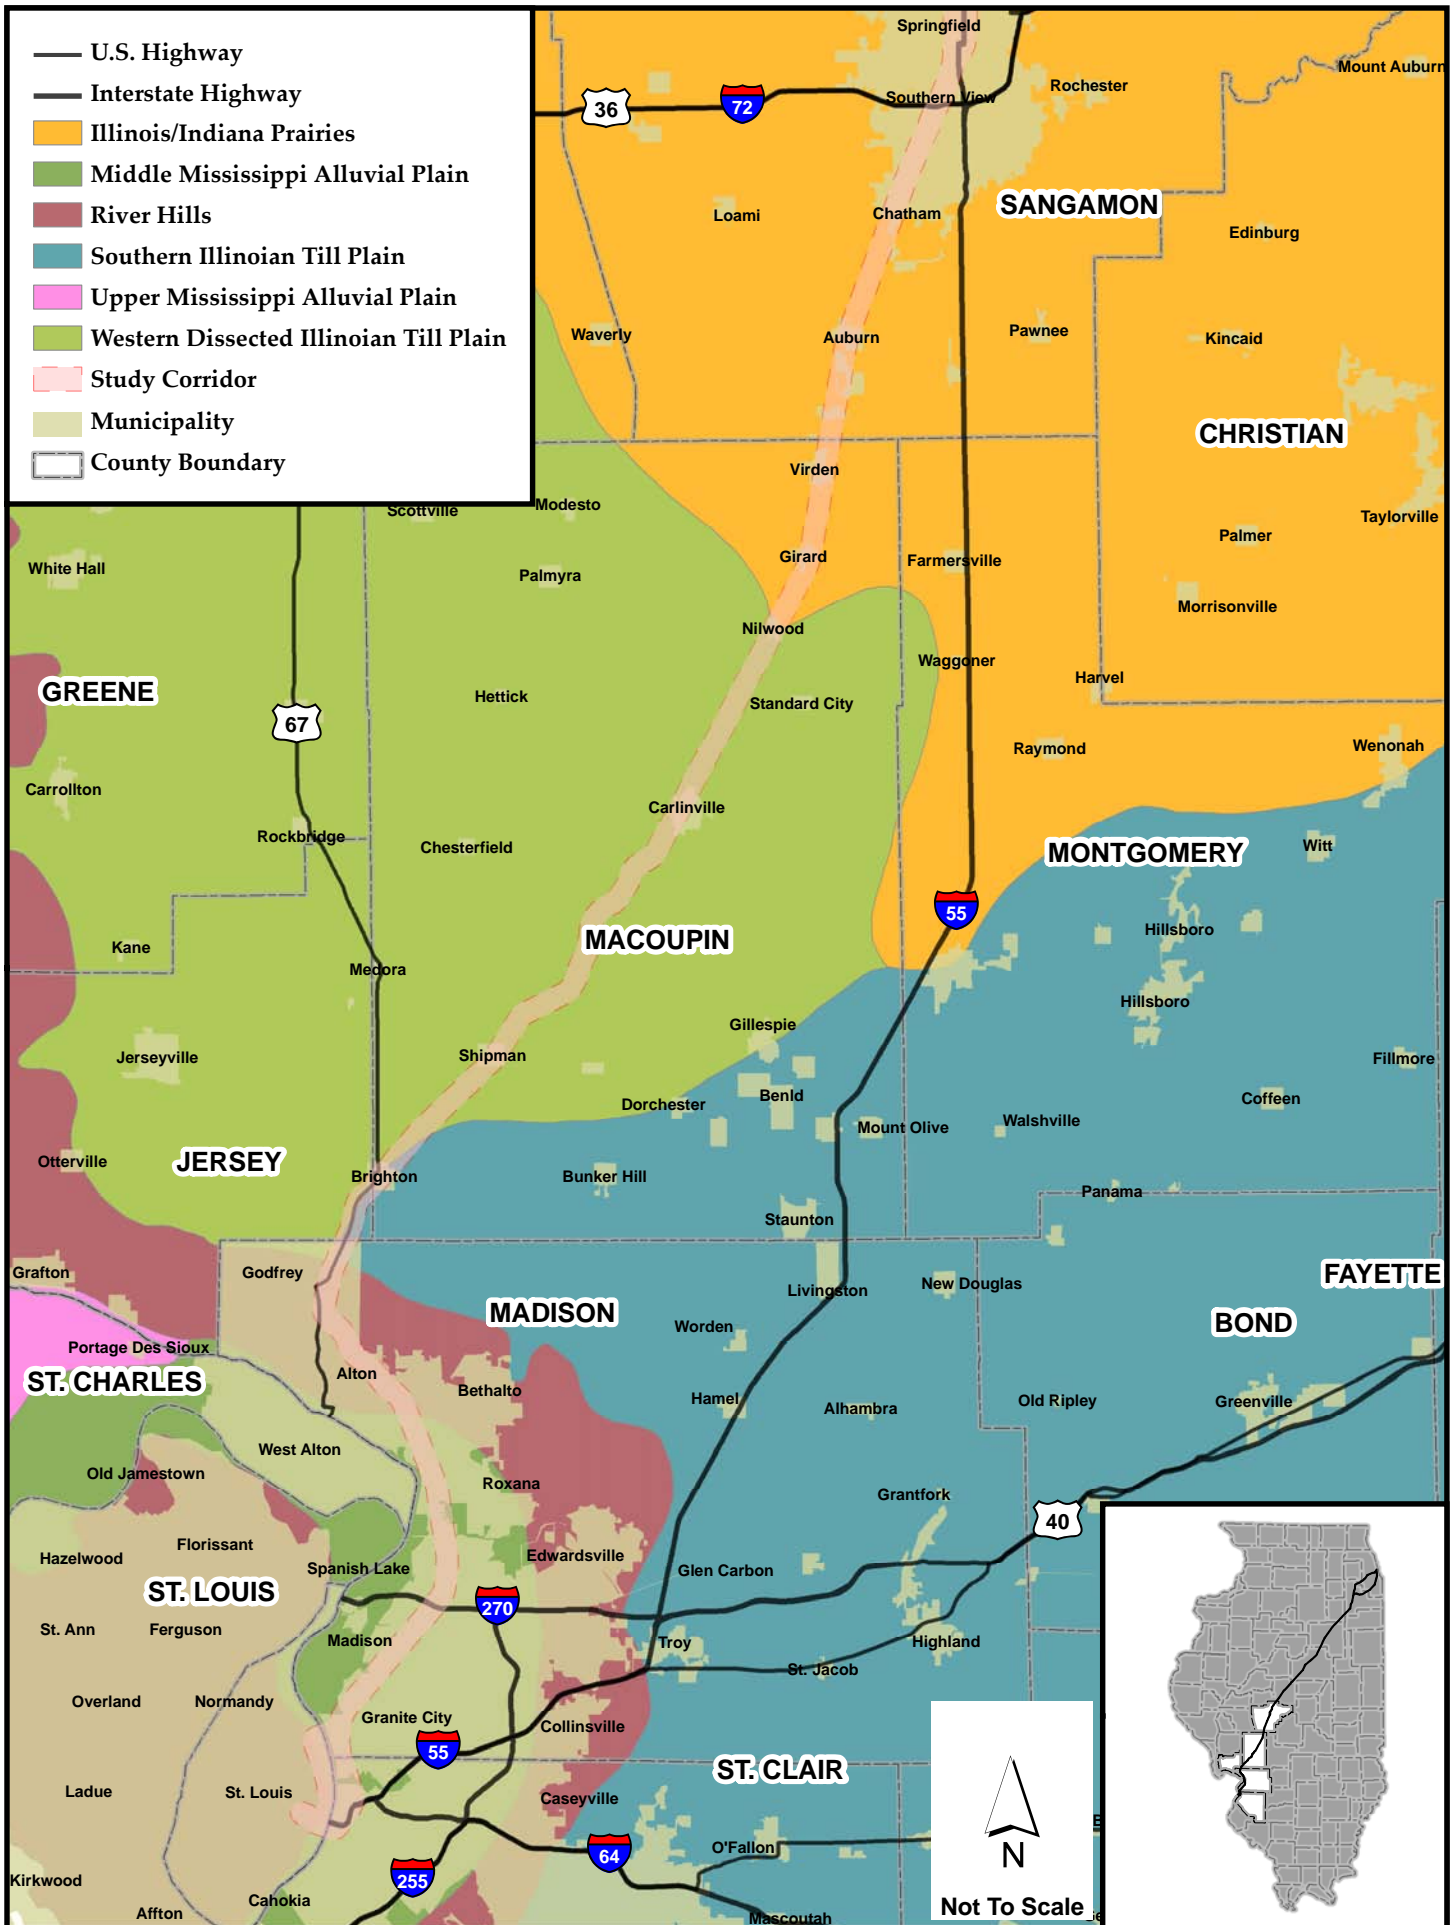 U.S. Highway
Interstate Highway
Illinois/Indiana Prairies
Middle Mississippi Alluvial Plain
River Hills
Southern Illinoian Till Plain
Upper Mississippi Alluvial Plain
Western Dissected Illinoian Till Plain
Study Corridor
Municipality
County Boundary
Springfield
Mount Auburn
Rochester
36
72
Southern View
SANGAMON
Loami
Chatham
Edinburg
Waverly
Auburn
Pawnee
Kincaid
CHRISTIAN
Virden
Scottville
Modesto
Taylorville
Palmer
White Hall
Palmyra
Girard
Farmersville
Morrisonville
Nilwood
Waggoner
Harvel
GREENE
Hettick
Standard City
67
Raymond
Wenonah
Carrollton
Carlinville
Rockbridge
Chesterfield
MONTGOMERY
Witt
55
Hillsboro
Kane
MACOUPIN
Medora
Hillsboro
Gillespie
Jerseyville
Shipman
Fillmore
Dorchester
Benld
Coffeen
Mount Olive
Walshville
Otterville
JERSEY
Brighton
Bunker Hill
Panama
Staunton
Grafton
Godfrey
FAYETTE
Livingston
New Douglas
MADISON
Worden
BOND
Portage Des Sioux
ST. CHARLES
Alton
Bethalto
Hamel
Alhambra
Old Ripley
Greenville
West Alton
Old Jamestown
Roxana
Grantfork
40
Florissant
Hazelwood
Spanish Lake
Edwardsville
Glen Carbon
ST. LOUIS
270
St. Ann
Ferguson
Madison
Troy
Highland
St. Jacob
Overland
Normandy
Granite City
Collinsville
55
ST. CLAIR
Ladue
St. Louis
Caseyville
64
O'Fallon
255
N
Kirkwood
Cahokia
Affton
Mascoutah
Not To Scale